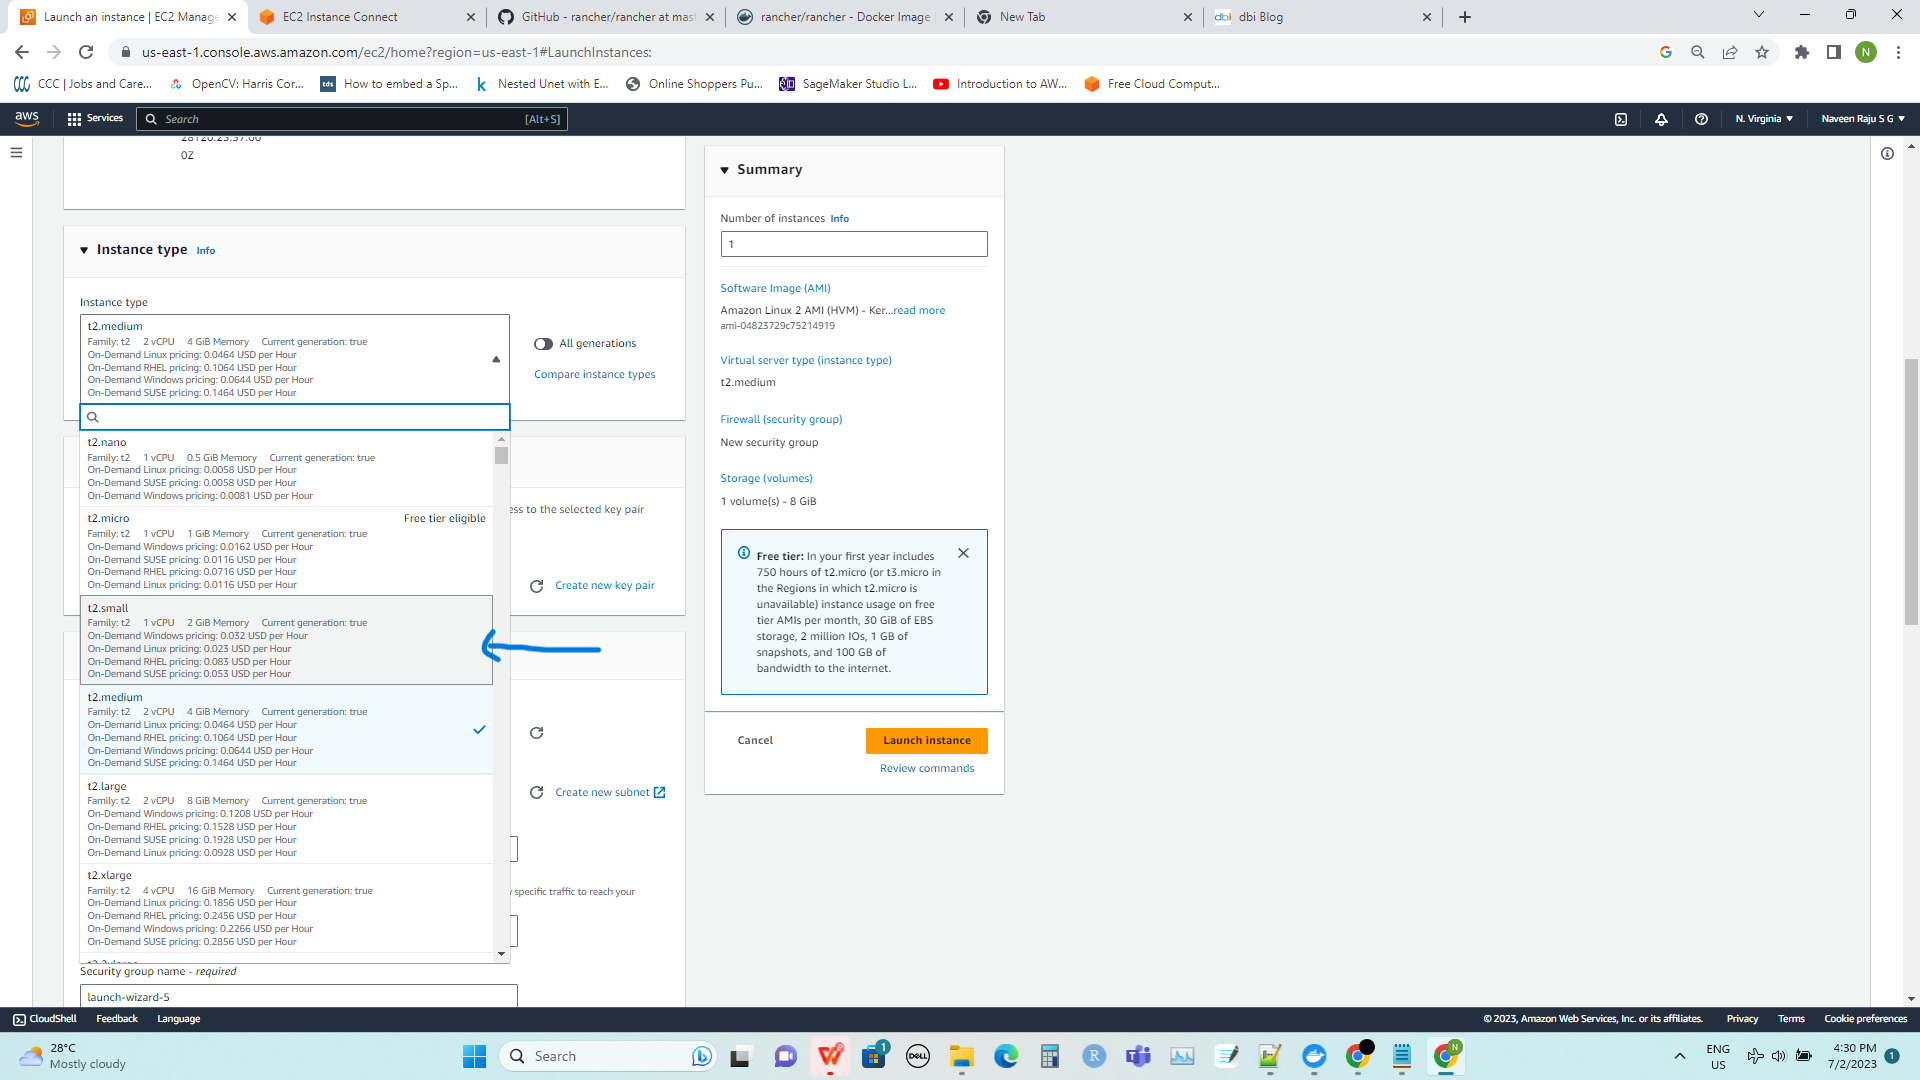 Launch an instance | EC2 Manage
EC2 Instance Connect
GitHub - rancher/rancher at mast
rancher/rancher - Docker Image
New Tab
dbi Blog
us-east-1.console.aws.amazon.com/ec2/home?region=us-east-1#LaunchInstances:
N
CCC | Jobs and Care...
OpenCV: Harris Cor...
tds How to embed a Sp...
k Nested Unet with E...
Online Shoppers Pu...
SageMaker Studio L...
Introduction to AW...
Free Cloud Comput...
aws
Services
Search
[Alt+S]
N. Virginia
Naveen Raju S G
28T20:25:37.00
0Z
Instance type Info
Instance type
t2.medium
Family: t2 2 vCPU 4 GiB Memory Current generation: true
On-Demand Linux pricing: 0.0464 USD per Hour
On-Demand RHEL pricing: 0.1064 USD per Hour
On-Demand Windows pricing: 0.0644 USD per Hour
On-Demand SUSE pricing: 0.1464 USD per Hour
All generations
Compare instance types
t2.nano
Family: t2 1 vCPU 0.5 GiB Memory Current generation: true
On-Demand Linux pricing: 0.0058 USD per Hour
On-Demand SUSE pricing: 0.0058 USD per Hour
On-Demand Windows pricing: 0.0081 USD per Hour
t2.micro Free tier eligible
Family: t2 1 vCPU 1 GiB Memory Current generation: true
On-Demand Windows pricing: 0.0162 USD per Hour
On-Demand SUSE pricing: 0.0116 USD per Hour
On-Demand RHEL pricing: 0.0716 USD per Hour
On-Demand Linux pricing: 0.0116 USD per Hour
t2.small
Family: t2 1 vCPU 2 GiB Memory Current generation: true
On-Demand Windows pricing: 0.032 USD per Hour
On-Demand Linux pricing: 0.023 USD per Hour
On-Demand RHEL pricing: 0.083 USD per Hour
On-Demand SUSE pricing: 0.053 USD per Hour
t2.medium
Family: t2 2 vCPU 4 GiB Memory Current generation: true
On-Demand Linux pricing: 0.0464 USD per Hour
On-Demand RHEL pricing: 0.1064 USD per Hour
On-Demand Windows pricing: 0.0644 USD per Hour
On-Demand SUSE pricing: 0.1464 USD per Hour
t2.large
Family: t2 2 vCPU 8 GiB Memory Current generation: true
On-Demand Windows pricing: 0.1208 USD per Hour
On-Demand RHEL pricing: 0.1528 USD per Hour
On-Demand SUSE pricing: 0.1928 USD per Hour
On-Demand Linux pricing: 0.0928 USD per Hour
t2.xlarge
Family: t2 4 vCPU 16 GiB Memory Current generation: true
On-Demand Linux pricing: 0.1856 USD per Hour
On-Demand RHEL pricing: 0.2456 USD per Hour
On-Demand Windows pricing: 0.2266 USD per Hour
On-Demand SUSE pricing: 0.2856 USD per Hour
ess to the selected key pair
Create new key pair
Create new subnet
specific traffic to reach your
Security group name - required
launch-wizard-5
Summary
Number of instances Info
1
Software Image (AMI)
Amazon Linux 2 AMI (HVM) - Ker...read more
ami-04823729c75214919
Virtual server type (instance type)
t2.medium
Firewall (security group)
New security group
Storage (volumes)
1 volume(s) - 8 GiB
Free tier: In your first year includes
750 hours of t2.micro (or t3.micro in
the Regions in which t2.micro is
unavailable) instance usage on free
tier AMIs per month, 30 GiB of EBS
storage, 2 million IOs, 1 GB of
snapshots, and 100 GB of
bandwidth to the internet.
Cancel
Launch instance
Review commands
CloudShell
Feedback
Language
© 2023, Amazon Web Services, Inc. or its affiliates.
Privacy
Terms
Cookie preferences
28°C
Mostly cloudy
Search
1
DELL
R
N
ENG
US
4:30 PM
7/2/2023
1